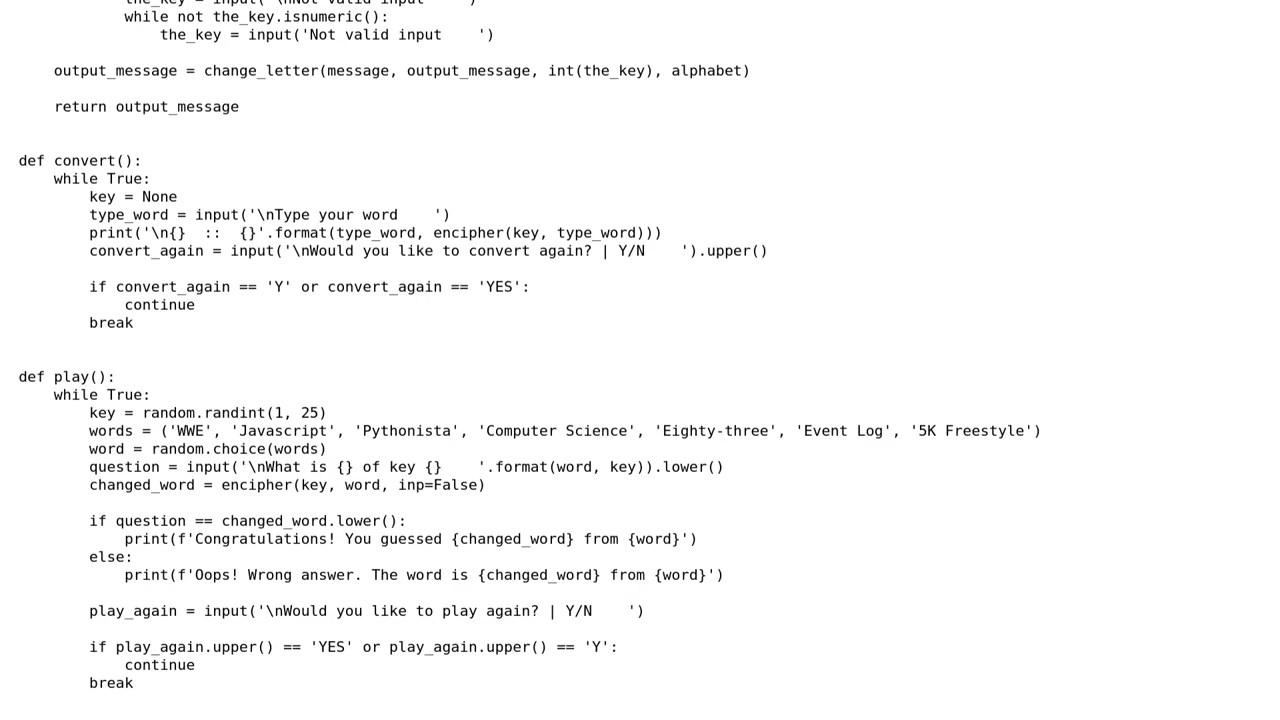 while not the_key.isnumeric():
the_key = input('Not valid input    ')
output_message = change_letter(message, output_message, int(the_key), alphabet)
return output_message
def convert():
while True:
key = None
type_word = input('\nType your word    ')
print('\n{}  ::  {}'.format(type_word, encipher(key, type_word)))
convert_again = input('\nWould you like to convert again? | Y/N    ').upper()
if convert_again == 'Y' or convert_again == 'YES':
continue
break
def play():
while True:
key = random.randint(1, 25)
words = ('WWE', 'Javascript', 'Pythonista', 'Computer Science', 'Eighty-three', 'Event Log', '5K Freestyle')
word = random.choice(words)
question = input('\nWhat is {} of key {}    '.format(word, key)).lower()
changed_word = encipher(key, word, inp=False)
if question == changed_word.lower():
print(f'Congratulations! You guessed {changed_word} from {word}')
else:
print(f'Oops! Wrong answer. The word is {changed_word} from {word}')
play_again = input('\nWould you like to play again? | Y/N    ')
if play_again.upper() == 'YES' or play_again.upper() == 'Y':
continue
break